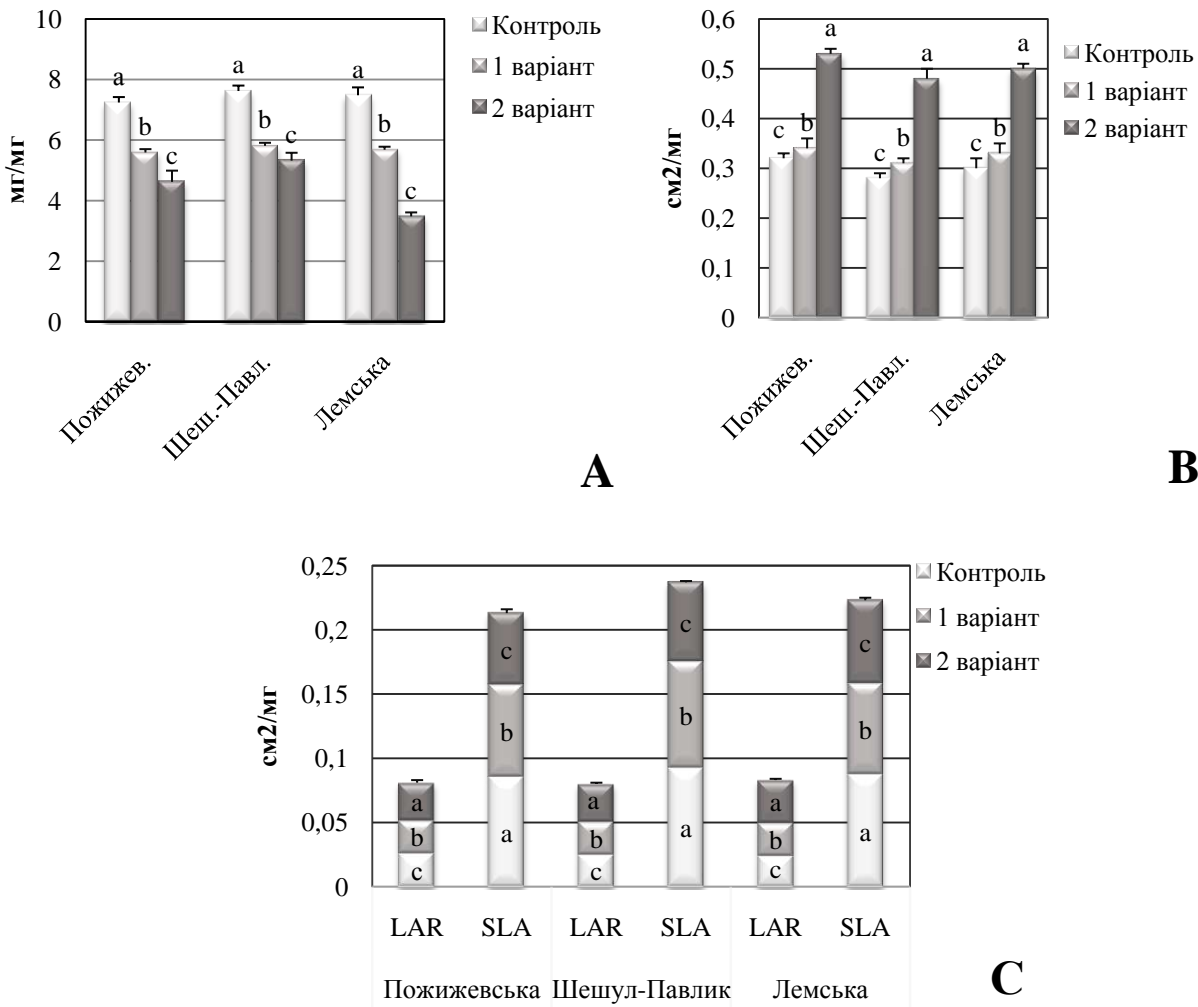 10
8
6
4
2
0
мг/мг
a
b
c
a
b
c
a
b
c
Пожижев.
Шеш.-Павл.
Лемська
Контроль
1 варіант
2 варіант
A
0,6
0,5
0,4
0,3
0,2
0,1
0
см2/мг
c
b
a
c
b
a
c
b
a
Пожижев.
Шеш.-Павл.
Лемська
Контроль
1 варіант
2 варіант
B
0,25
0,2
0,15
0,1
0,05
0
см2/мг
a
b
c
c
b
a
a
b
c
c
b
a
a
b
c
c
b
a
LAR SLA LAR SLA LAR SLA
Пожижевська Шешул-Павлик Лемська
Контроль
1 варіант
2 варіант
C